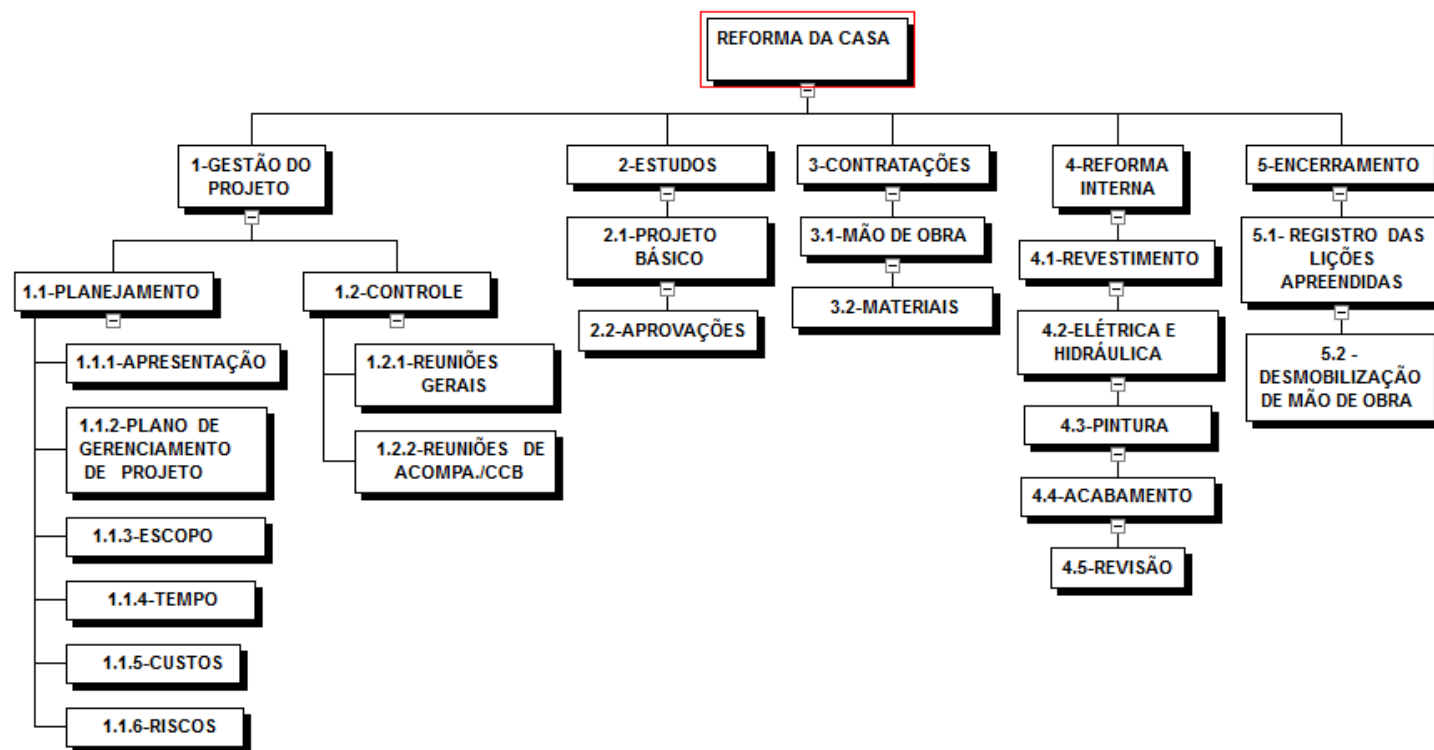 REFORMA DA CASA
1-GESTÃO DO
PROJETO
2-ESTUDOS
3-CONTRATAÇÕES
4-REFORMA
INTERNA
5-ENCERRAMENTO
1.1-PLANEJAMENTO
1.2-CONTROLE
1.1.1-APRESENTAÇÃO
1.1.2-PLANO DE
GERENCIAMENTO
DE PROJETO
1.1.3-ESCOPO
1.1.4-TEMPO
1.1.5-CUSTOS
1.1.6-RISCOS
1.2.1-REUNIÕES
GERAIS
1.2.2-REUNIÕES DE
ACOMPA./CCB
2.1-PROJETO
BÁSICO
2.2-APROVAÇÕES
3.1-MÃO DE OBRA
3.2-MATERIAIS
4.1-REVESTIMENTO
4.2-ELÉTRICA E
HIDRÁULICA
4.3-PINTURA
4.4-ACABAMENTO
4.5-REVISÃO
5.1- REGISTRO DAS
LIÇÕES
APREENDIDAS
5.2 -
DESMOBILIZAÇÃO
DE MÃO DE OBRA